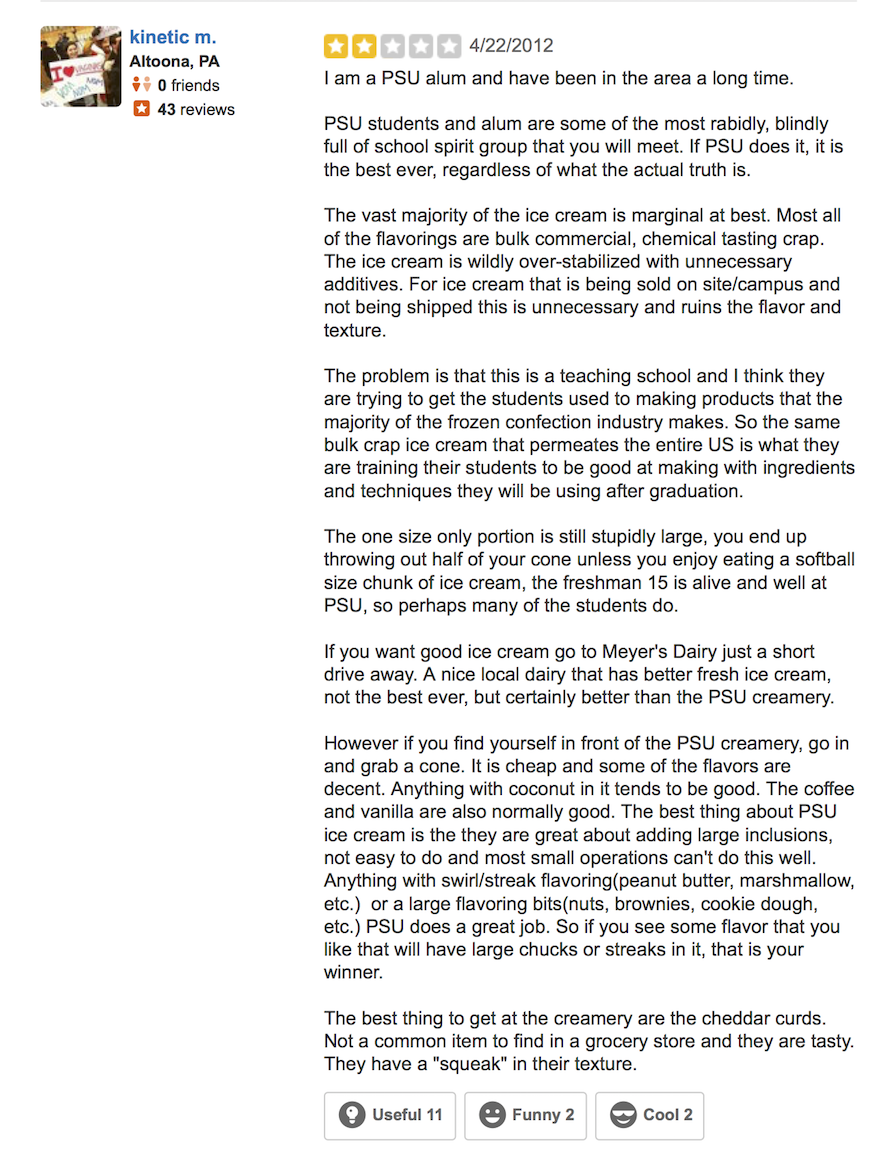 kinetic m.
Altoona, PA
0 friends
43 reviews
4/22/2012
I am a PSU alum and have been in the area a long time.
PSU students and alum are some of the most rabidly, blindly
full of school spirit group that you will meet. If PSU does it, it is
the best ever, regardless of what the actual truth is.
The vast majority of the ice cream is marginal at best. Most all
of the flavorings are bulk commercial, chemical tasting crap.
The ice cream is wildly over-stabilized with unnecessary
additives. For ice cream that is being sold on site/campus and
not being shipped this is unnecessary and ruins the flavor and
texture.
The problem is that this is a teaching school and I think they
are trying to get the students used to making products that the
majority of the frozen confection industry makes. So the same
bulk crap ice cream that permeates the entire US is what they
are training their students to be good at making with ingredients
and techniques they will be using after graduation.
The one size only portion is still stupidly large, you end up
throwing out half of your cone unless you enjoy eating a softball
size chunk of ice cream, the freshman 15 is alive and well at
PSU, so perhaps many of the students do.
If you want good ice cream go to Meyer's Dairy just a short
drive away. A nice local dairy that has better fresh ice cream,
not the best ever, but certainly better than the PSU creamery.
However if you find yourself in front of the PSU creamery, go in
and grab a cone. It is cheap and some of the flavors are
decent. Anything with coconut in it tends to be good. The coffee
and vanilla are also normally good. The best thing about PSU
ice cream is the they are great about adding large inclusions,
not easy to do and most small operations can't do this well.
Anything with swirl/streak flavoring(peanut butter, marshmallow,
etc.)  or a large flavoring bits(nuts, brownies, cookie dough,
etc.) PSU does a great job. So if you see some flavor that you
like that will have large chucks or streaks in it, that is your
winner.
The best thing to get at the creamery are the cheddar curds.
Not a common item to find in a grocery store and they are tasty.
They have a "squeak" in their texture.
Useful 11
Funny 2
Cool 2